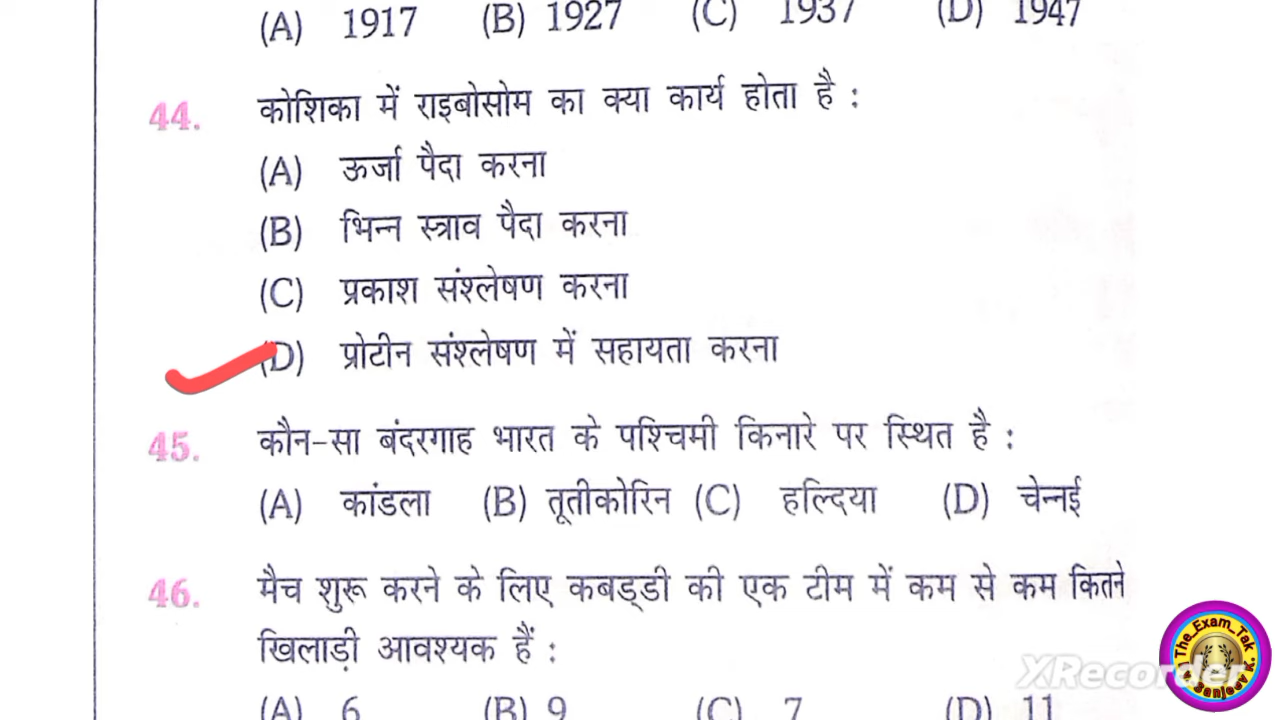 (A) 1917 (B) 1927 (C) 1937 (D) 1947
44. कोशिका में राइबोसोम का क्या कार्य होता है :
(A) ऊर्जा पैदा करना
(B) भिन्न स्त्राव पैदा करना
(C) प्रकाश संश्लेषण करना
(D) प्रोटीन संश्लेषण में सहायता करना
45. कौन-सा बंदरगाह भारत के पश्चिमी किनारे पर स्थित है :
(A) कांडला (B) तूतीकोरिन (C) हल्दिया (D) चेन्नई
46. मैच शुरू करने के लिए कबड्डी की एक टीम में कम से कम कितने
खिलाड़ी आवश्यक हैं :
(A) 6 (B) 9 (C) 7 (D) 11
The_Exam_Tak
Sanjeev K.
XRecorder